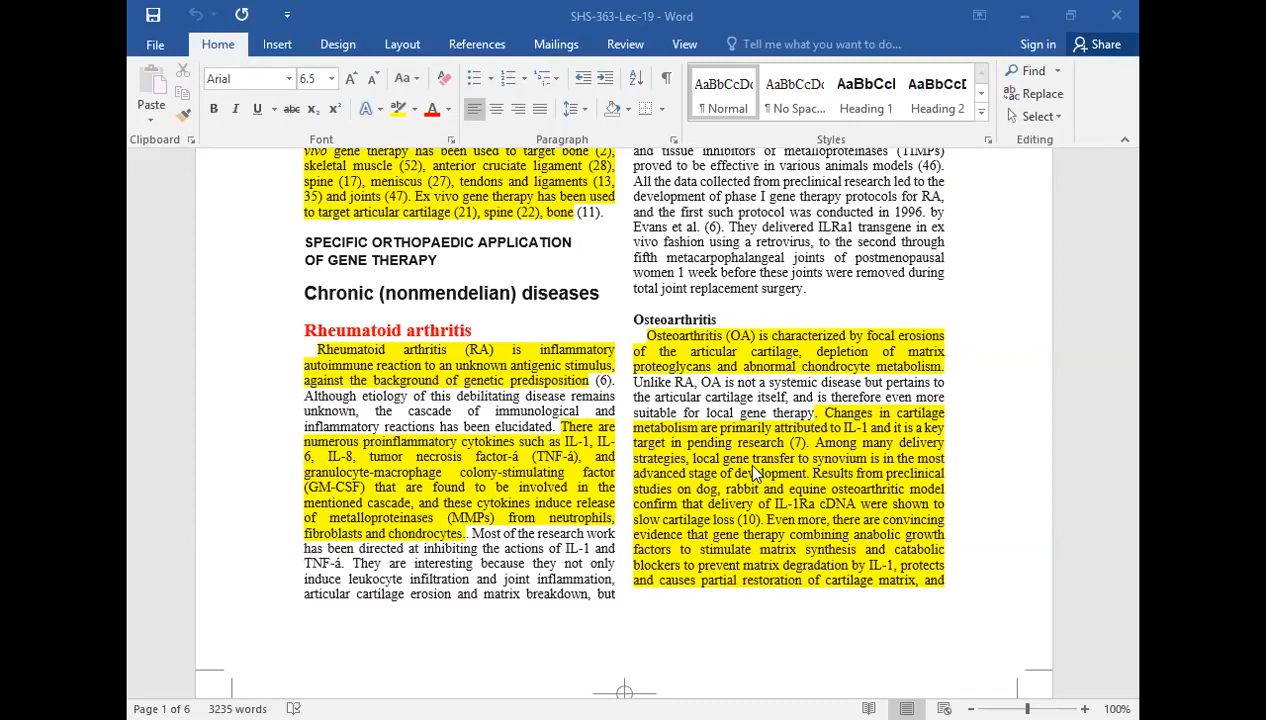 SHS-363-Lec-19 - Word
File Home Insert Design Layout References Mailings Review View Tell me what you want to do... Sign in Share
Arial 6.5 Aa
Paste B I U abc x₂ x² A A
AaBbCcDc AaBbCcDc AaBbCcI AaBbCcD
¶ Normal ¶ No Spac... Heading 1 Heading 2
Find
Replace
Select
Clipboard Font Paragraph Styles Editing
vivo gene therapy has been used to target bone (2),
skeletal muscle (52), anterior cruciate ligament (28),
spine (17), meniscus (27), tendons and ligaments (13,
35) and joints (47). Ex vivo gene therapy has been used
to target articular cartilage (21), spine (22), bone (11).
SPECIFIC ORTHOPAEDIC APPLICATION
OF GENE THERAPY
Chronic (nonmendelian) diseases
Rheumatoid arthritis
Rheumatoid arthritis (RA) is inflammatory
autoimmune reaction to an unknown antigenic stimulus,
against the background of genetic predisposition (6).
Although etiology of this debilitating disease remains
unknown, the cascade of immunological and
inflammatory reactions has been elucidated. There are
numerous proinflammatory cytokines such as IL-1, IL-
6, IL-8, tumor necrosis factor-á (TNF-á), and
granulocyte-macrophage colony-stimulating factor
(GM-CSF) that are found to be involved in the
mentioned cascade, and these cytokines induce release
of metalloproteinases (MMPs) from neutrophils,
fibroblasts and chondrocytes.. Most of the research work
has been directed at inhibiting the actions of IL-1 and
TNF-á. They are interesting because they not only
induce leukocyte infiltration and joint inflammation,
articular cartilage erosion and matrix breakdown, but
and tissue inhibitors of metalloproteinases (TIMPs)
proved to be effective in various animals models (46).
All the data collected from preclinical research led to the
development of phase I gene therapy protocols for RA,
and the first such protocol was conducted in 1996. by
Evans et al. (6). They delivered ILRa1 transgene in ex
vivo fashion using a retrovirus, to the second through
fifth metacarpophalangeal joints of postmenopausal
women 1 week before these joints were removed during
total joint replacement surgery.
Osteoarthritis
Osteoarthritis (OA) is characterized by focal erosions
of the articular cartilage, depletion of matrix
proteoglycans and abnormal chondrocyte metabolism.
Unlike RA, OA is not a systemic disease but pertains to
the articular cartilage itself, and is therefore even more
suitable for local gene therapy. Changes in cartilage
metabolism are primarily attributed to IL-1 and it is a key
target in pending research (7). Among many delivery
strategies, local gene transfer to synovium is in the most
advanced stage of development. Results from preclinical
studies on dog, rabbit and equine osteoarthritic model
confirm that delivery of IL-1Ra cDNA were shown to
slow cartilage loss (10). Even more, there are convincing
evidence that gene therapy combining anabolic growth
factors to stimulate matrix synthesis and catabolic
blockers to prevent matrix degradation by IL-1, protects
and causes partial restoration of cartilage matrix, and
Page 1 of 6 3235 words 100%